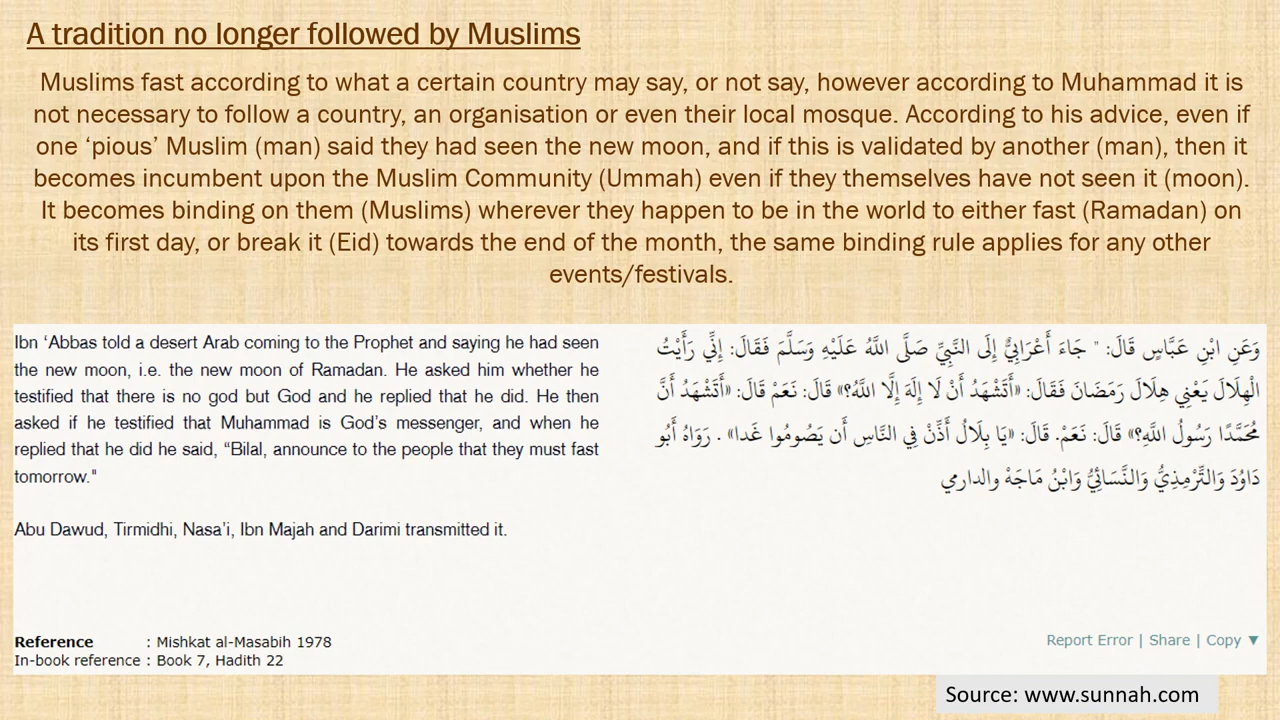 A tradition no longer followed by Muslims
Muslims fast according to what a certain country may say, or not say, however according to Muhammad it is
not necessary to follow a country, an organisation or even their local mosque. According to his advice, even if
one ‘pious’ Muslim (man) said they had seen the new moon, and if this is validated by another (man), then it
becomes incumbent upon the Muslim Community (Ummah) even if they themselves have not seen it (moon).
It becomes binding on them (Muslims) wherever they happen to be in the world to either fast (Ramadan) on
its first day, or break it (Eid) towards the end of the month, the same binding rule applies for any other
events/festivals.
Ibn ‘Abbas told a desert Arab coming to the Prophet and saying he had seen
the new moon, i.e. the new moon of Ramadan. He asked him whether he
testified that there is no god but God and he replied that he did. He then
asked if he testified that Muhammad is God’s messenger, and when he
replied that he did he said, “Bilal, announce to the people that they must fast
tomorrow."
Abu Dawud, Tirmidhi, Nasa’i, Ibn Majah and Darimi transmitted it.
وَعَنِ ابْنِ عَبَّاسٍ قَالَ: " جَاءَ أَعْرَابِيٌّ إِلَى النَّبِيِّ صَلَّى اللَّهُ عَلَيْهِ وَسَلَّمَ فَقَالَ: إِنِّي رَأَيْتُ
الْهِلَالَ يَعْنِي هِلَالَ رَمَضَانَ فَقَالَ: «أَتَشْهَدُ أَنْ لَا إِلَهَ إِلَّا اللَّهُ؟» قَالَ: نَعَمْ قَالَ: «أَتَشْهَدُ أَنَّ
مُحَمَّدًا رَسُولُ اللَّهِ؟» قَالَ: نَعَمْ. قَالَ: «يَا بِلَالُ أَذِّنْ فِي النَّاسِ أَن يَصُومُوا غَدا» . رَوَاهُ أَبُو
دَاوُدَ وَالتِّرْمِذِيُّ وَالنَّسَائِيُّ وَابْنُ مَاجَهْ والدارمي
Reference : Mishkat al-Masabih 1978
In-book reference : Book 7, Hadith 22
Report Error | Share | Copy ▼
Source: www.sunnah.com